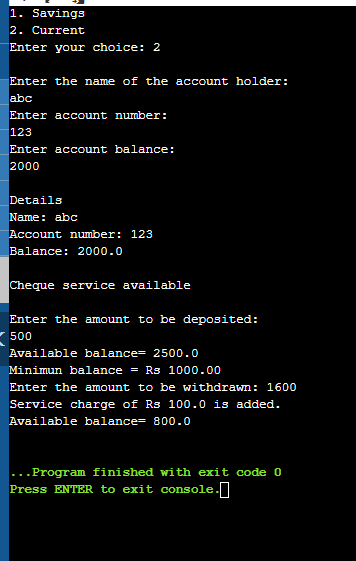 1. Savings
2. Current
Enter your choice: 2
Enter the name of the account holder:
abc
Enter account number:
123
Enter account balance:
2000
Details
Name: abc
Account number: 123
Balance: 2000.0
Cheque service available
Enter the amount to be deposited:
500
Available balance= 2500.0
Minimun balance = Rs 1000.00
Enter the amount to be withdrawn: 1600
Service charge of Rs 100.0 is added.
Available balance= 800.0
...Program finished with exit code 0
Press ENTER to exit console.